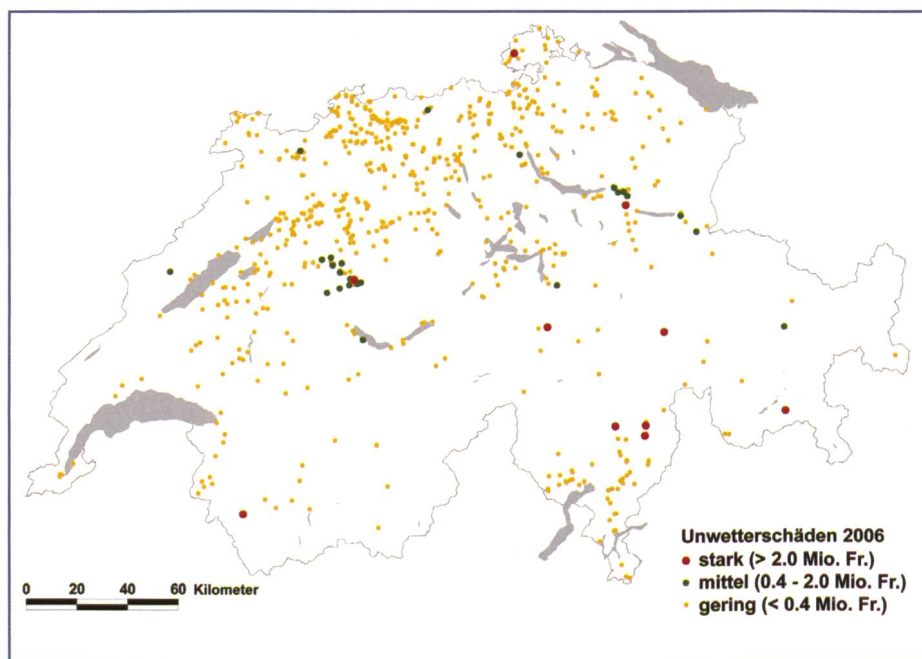 Unwetterschäden 2006
stark (> 2.0 Mio. Fr.)
mittel (0.4 - 2.0 Mio. Fr.)
gering (< 0.4 Mio. Fr.)
0 20 40 60 Kilometer